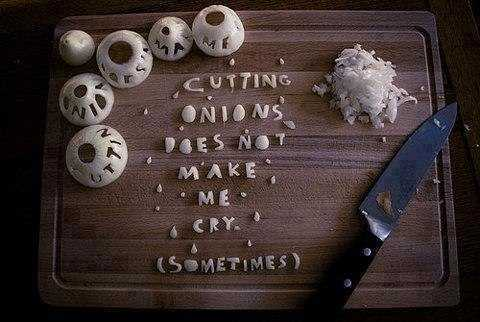 CUTTING
ONIONS
DOES NOT
MAKE
ME
CRY.
(SOMETIMES)